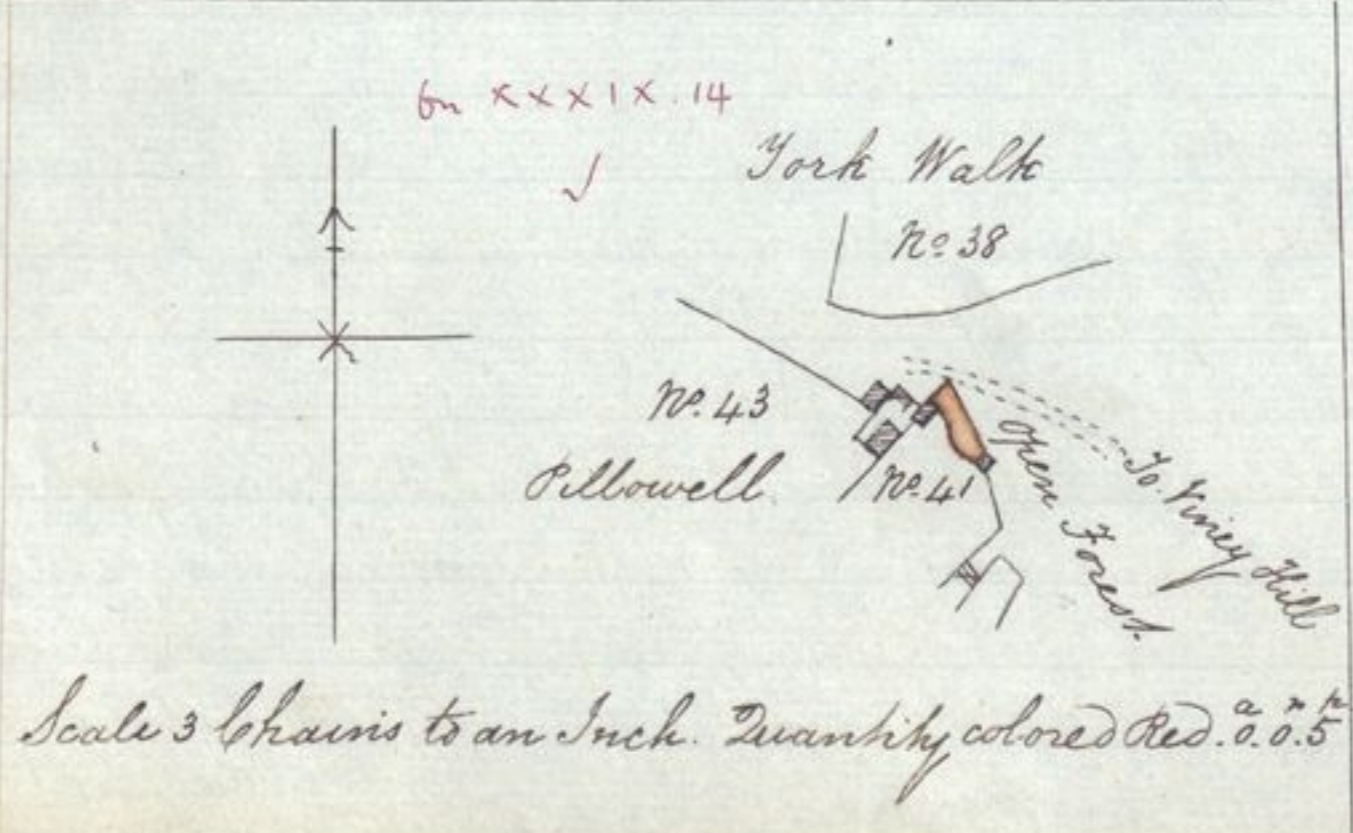 on XXXIX.14
York Walk
No. 38
No. 43
Pillowell
No. 41
Open Forest.
To Viney Hill
Scale 3 Chains to an Inch. Quantity colored Red. 0. 0. 5
a r p